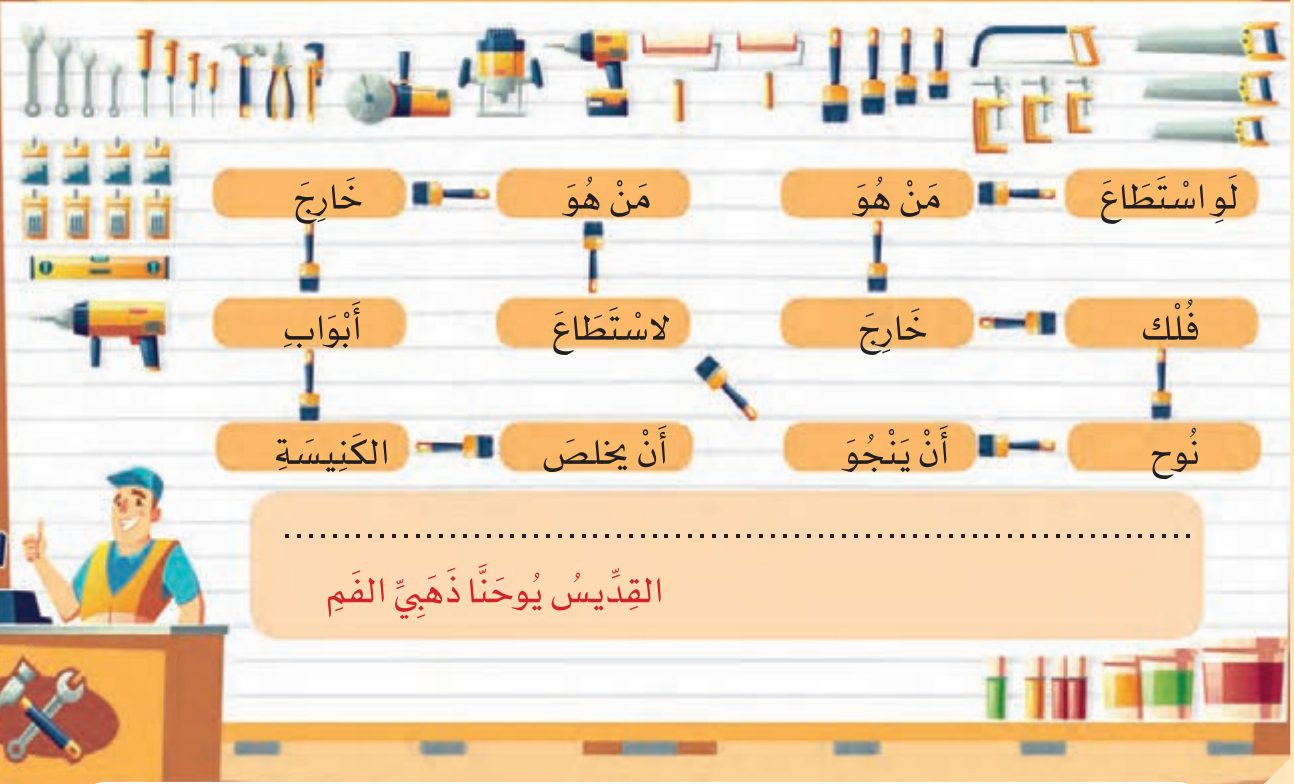 لَوِ اسْتَطَاعَ مَنْ هُوَ مَنْ هُوَ خَارِجَ
فُلْك خَارِجَ لاسْتَطَاعَ أَبْوَابِ
نُوح أَنْ يَنْجُوَ أَنْ يخلصَ الكَنِيسَةِ
................................................................................
القِدِّيسُ يُوحَنَّا ذَهَبِيِّ الفَمِ